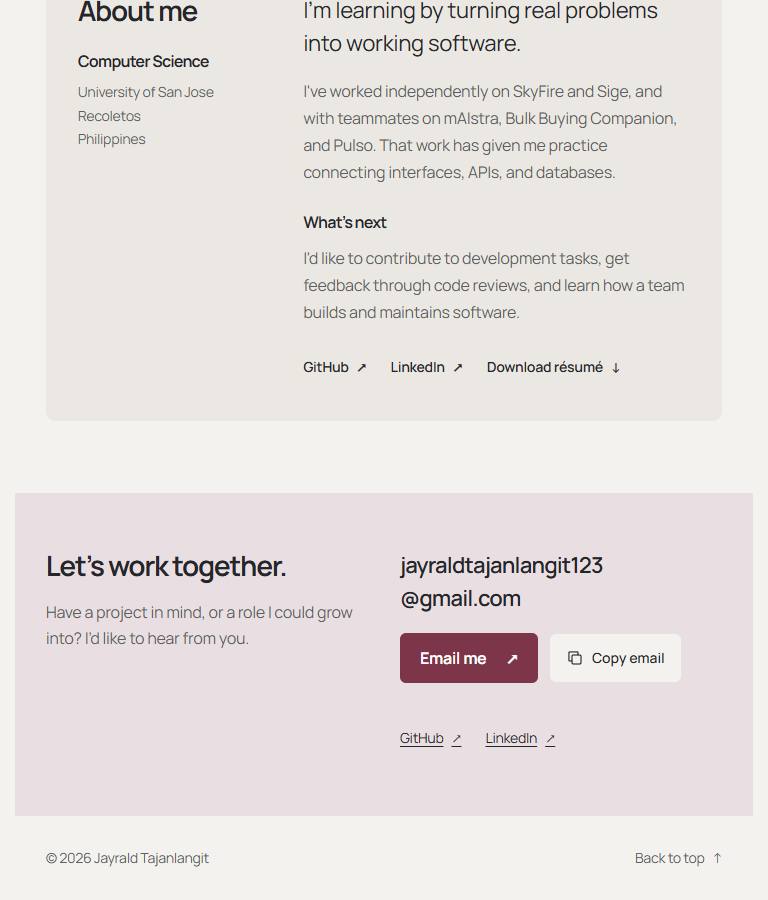 About me
Computer Science
University of San Jose
Recoletos
Philippines
I'm learning by turning real problems
into working software.
I've worked independently on SkyFire and Sige, and
with teammates on mAIstra, Bulk Buying Companion,
and Pulso. That work has given me practice
connecting interfaces, APIs, and databases.
What's next
I'd like to contribute to development tasks, get
feedback through code reviews, and learn how a team
builds and maintains software.
GitHub ↗ LinkedIn ↗ Download résumé ↓
Let's work together.
Have a project in mind, or a role I could grow
into? I'd like to hear from you.
jayraldtajanlangit123
@gmail.com
Email me ↗ Copy email
GitHub ↗ LinkedIn ↗
© 2026 Jayrald Tajanlangit
Back to top ↑